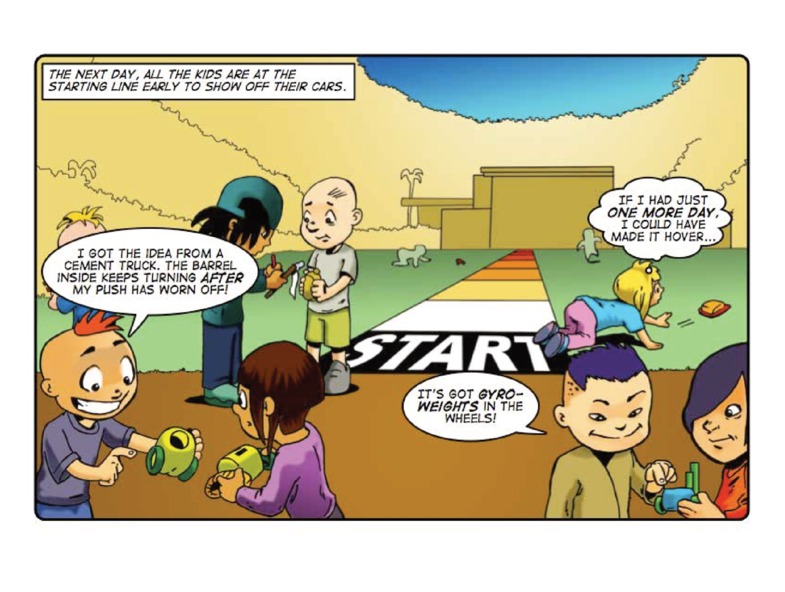 THE NEXT DAY, ALL THE KIDS ARE AT THE
STARTING LINE EARLY TO SHOW OFF THEIR CARS.
I GOT THE IDEA FROM A
CEMENT TRUCK. THE BARREL
INSIDE KEEPS TURNING AFTER
MY PUSH HAS WORN OFF!
IF I HAD JUST
ONE MORE DAY,
I COULD HAVE
MADE IT HOVER...
START
IT'S GOT GYRO-
WEIGHTS IN THE
WHEELS!